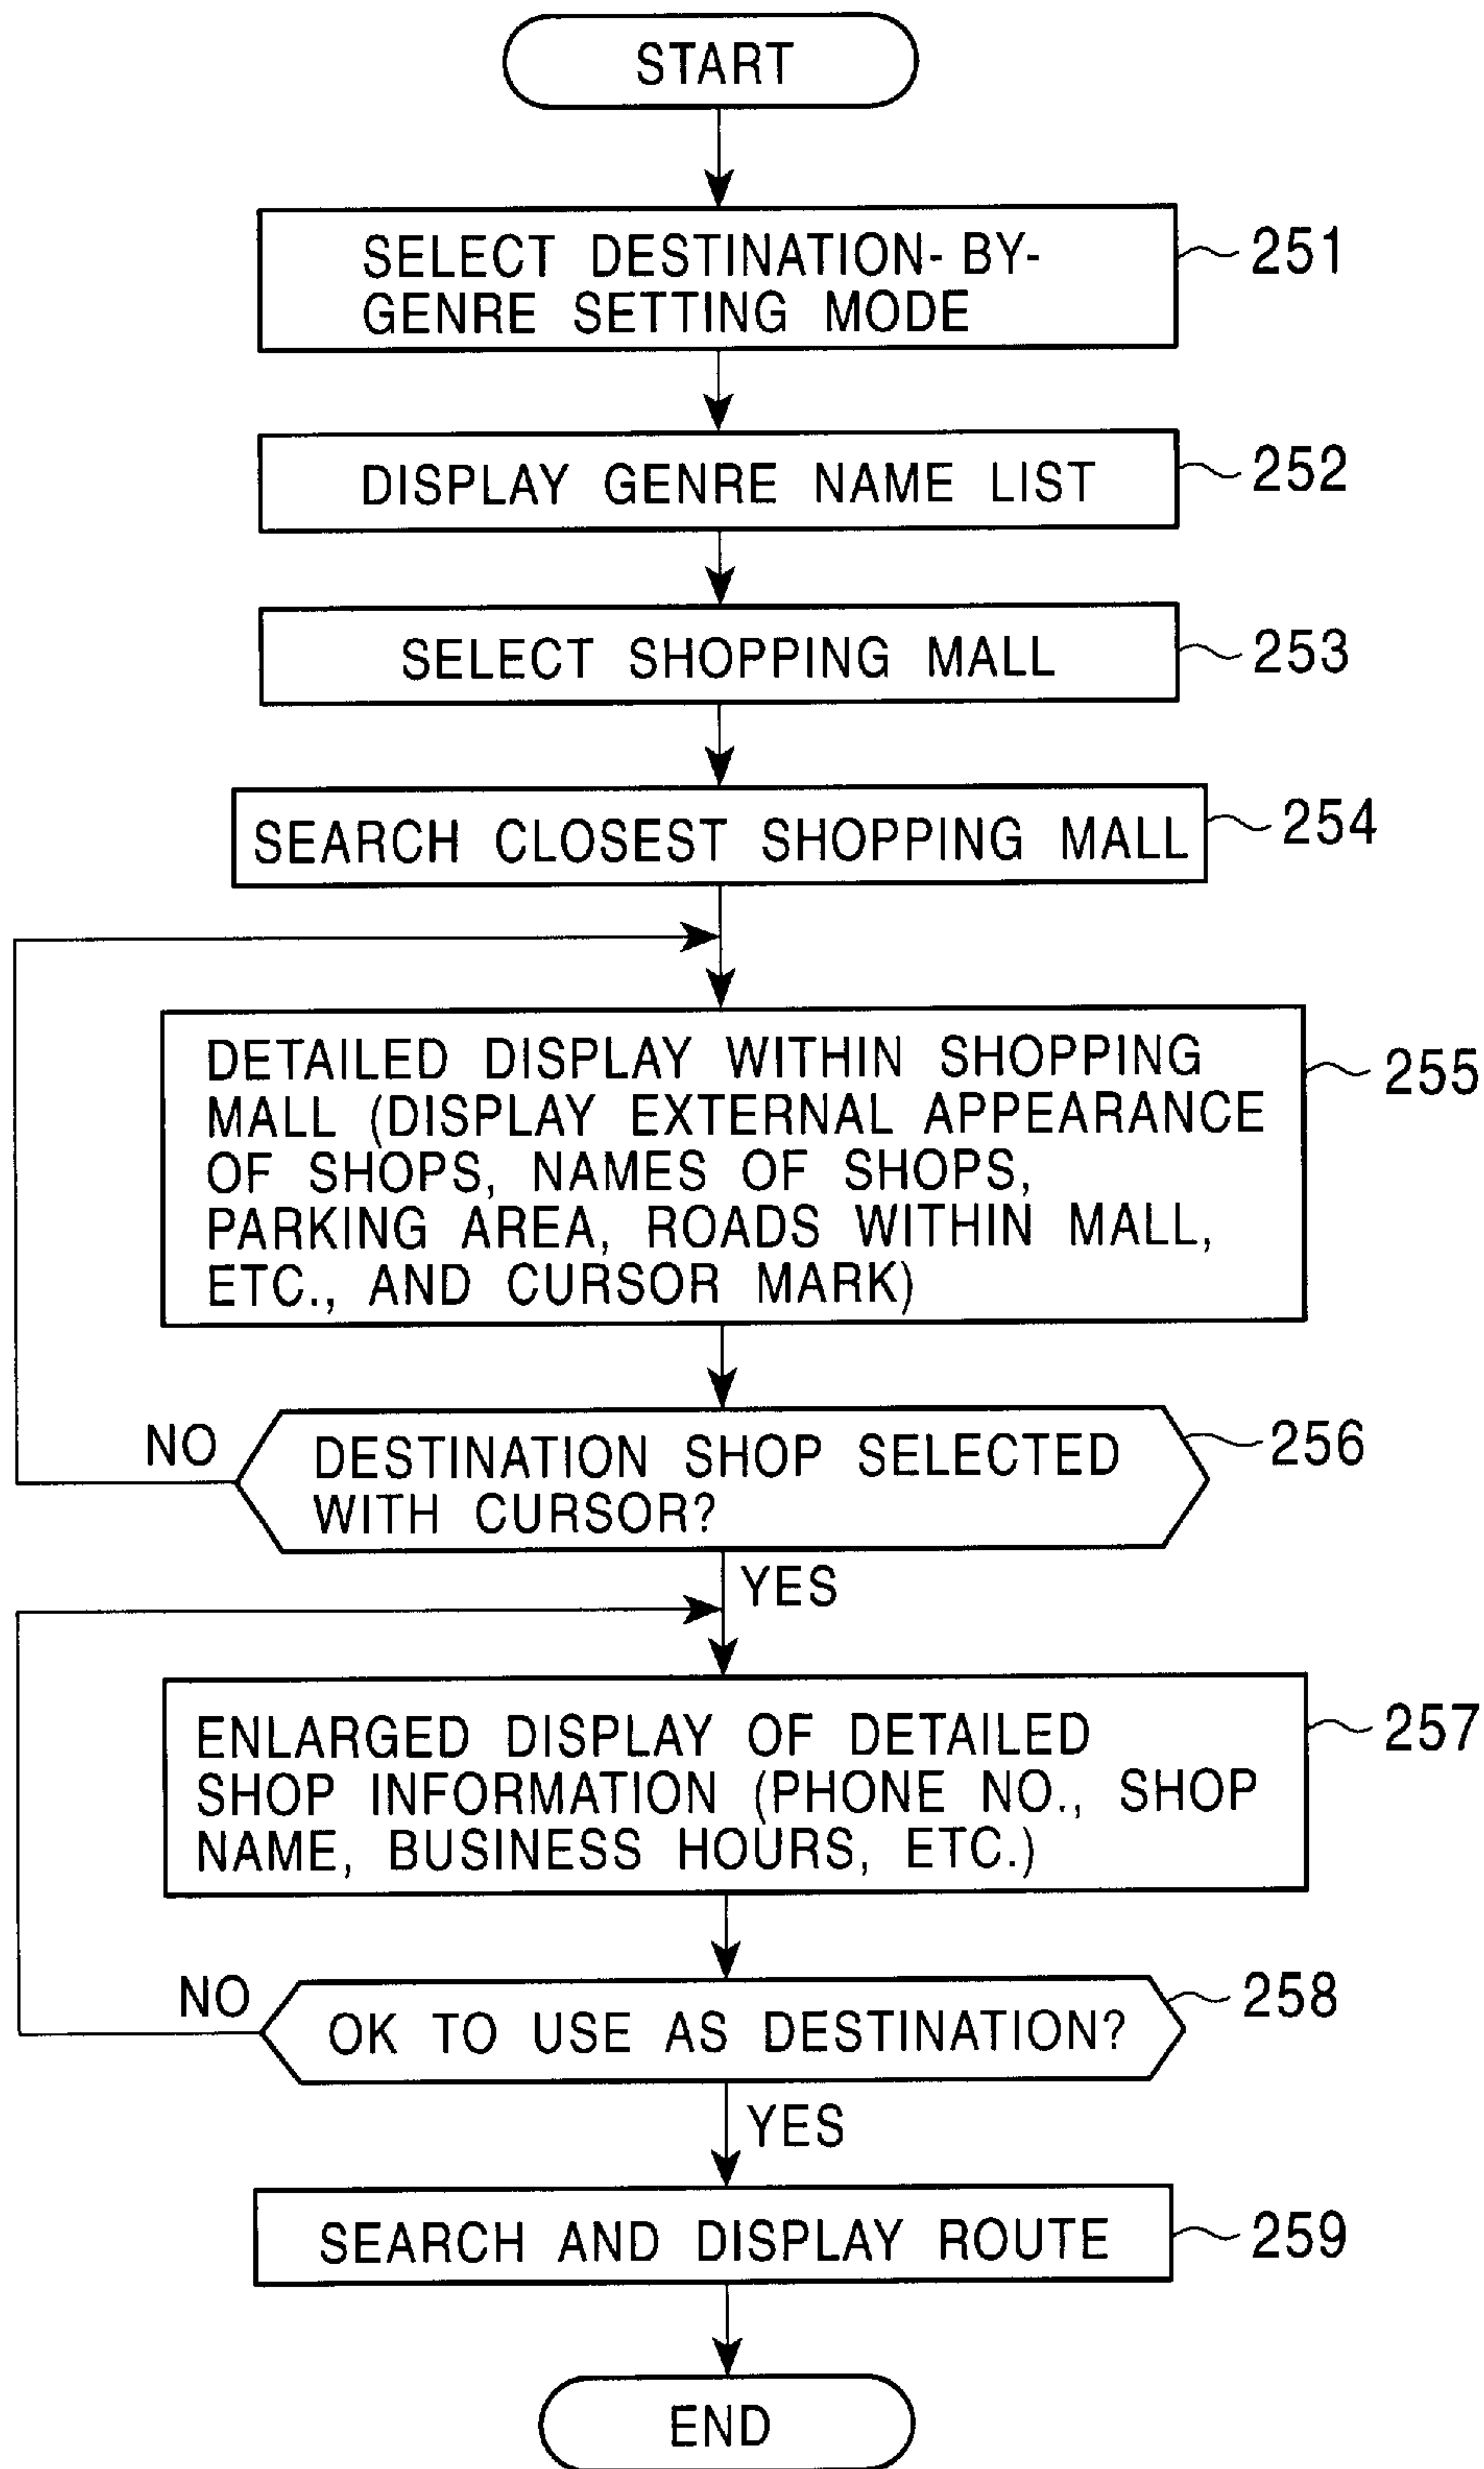 START
SELECT DESTINATION- BY-
GENRE SETTING MODE
251
DISPLAY GENRE NAME LIST
252
SELECT SHOPPING MALL
253
SEARCH CLOSEST SHOPPING MALL
254
DETAILED DISPLAY WITHIN SHOPPING
MALL (DISPLAY EXTERNAL APPEARANCE
OF SHOPS, NAMES OF SHOPS,
PARKING AREA, ROADS WITHIN MALL,
ETC., AND CURSOR MARK)
255
NO
DESTINATION SHOP SELECTED
WITH CURSOR?
256
YES
ENLARGED DISPLAY OF DETAILED
SHOP INFORMATION (PHONE NO., SHOP
NAME, BUSINESS HOURS, ETC.)
257
NO
OK TO USE AS DESTINATION?
258
YES
SEARCH AND DISPLAY ROUTE
259
END